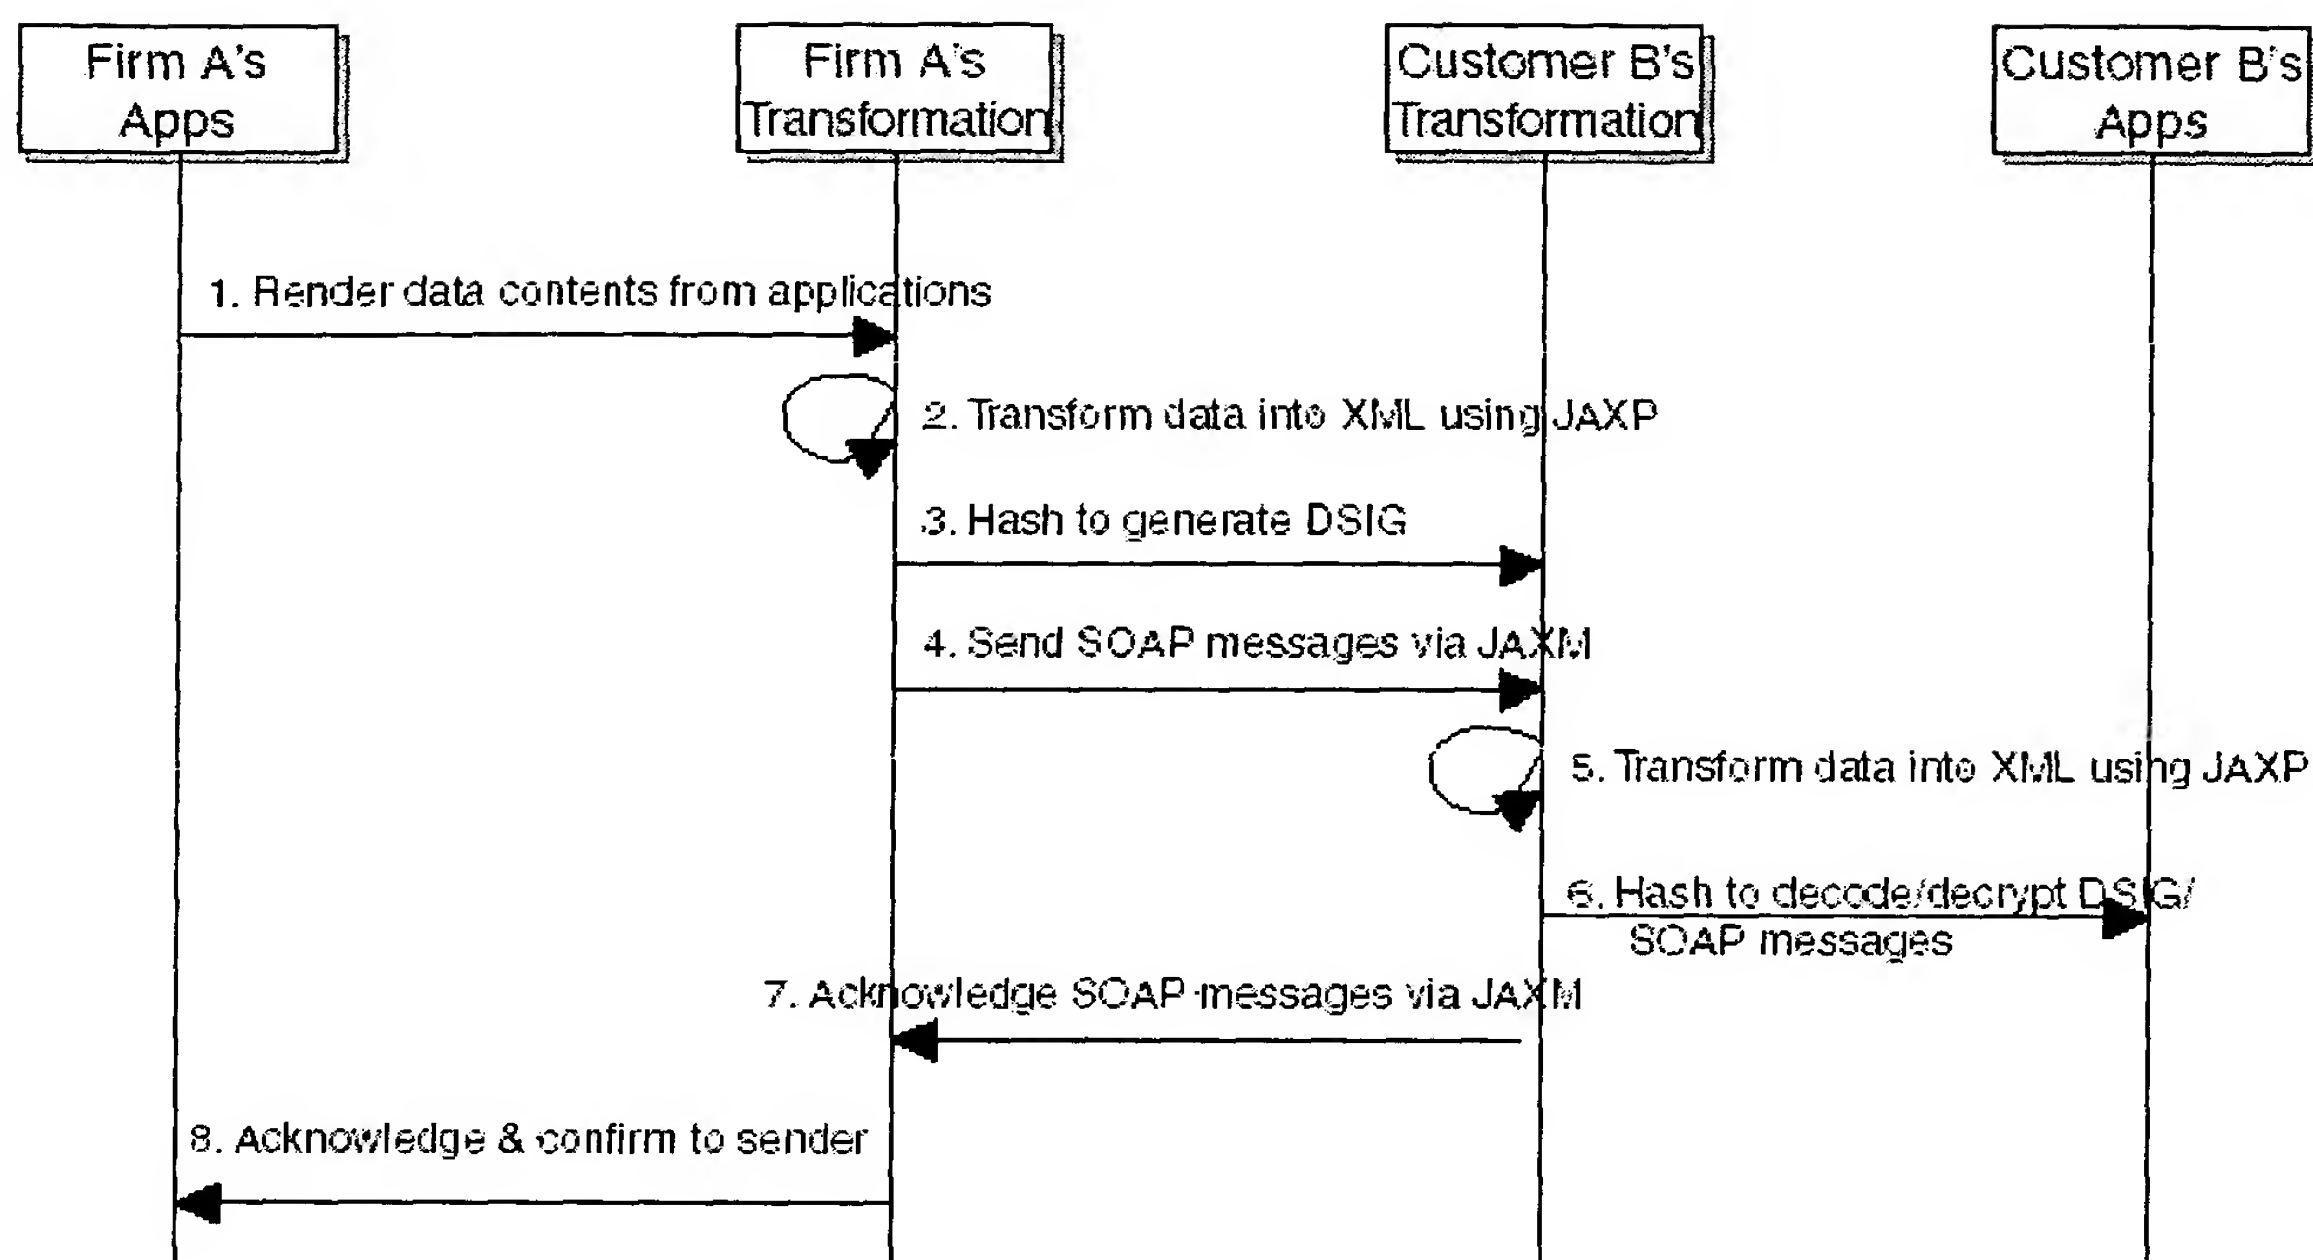 Firm A's
Apps
Firm A's
Transformation
Customer B's
Transformation
Customer B's
Apps
1. Render data contents from applications
2. Transform data into XML using JAXP
3. Hash to generate DSIG
4. Send SOAP messages via JAXM
5. Transform data into XML using JAXP
6. Hash to decode/decrypt DSIG/
SOAP messages
7. Acknowledge SOAP messages via JAXM
8. Acknowledge & confirm to sender